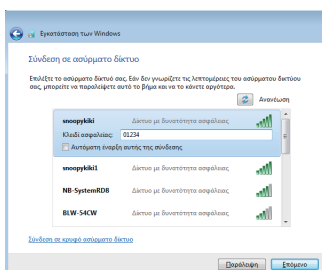 Εγκατάσταση των Windows
Σύνδεση σε ασύρματο δίκτυο
Επιλέξτε το ασύρματο δίκτυό σας. Εάν δεν γνωρίζετε τις λεπτομέρειες του ασύρματου δικτύου
σας, μπορείτε να παραλείψετε αυτό το βήμα και να το κάνετε αργότερα.
Ανανέωση
snoopykiki Δίκτυο με δυνατότητα ασφάλειας
Κλειδί ασφαλείας: 01234
Αυτόματη έναρξη αυτής της σύνδεσης
snoopykiki1 Δίκτυο με δυνατότητα ασφάλειας
NB-SystemRD8 Δίκτυο με δυνατότητα ασφάλειας
BLW-54CW Δίκτυο με δυνατότητα ασφάλειας
Σύνδεση σε κρυφό ασύρματο δίκτυο
Παράλειψη Επόμενο